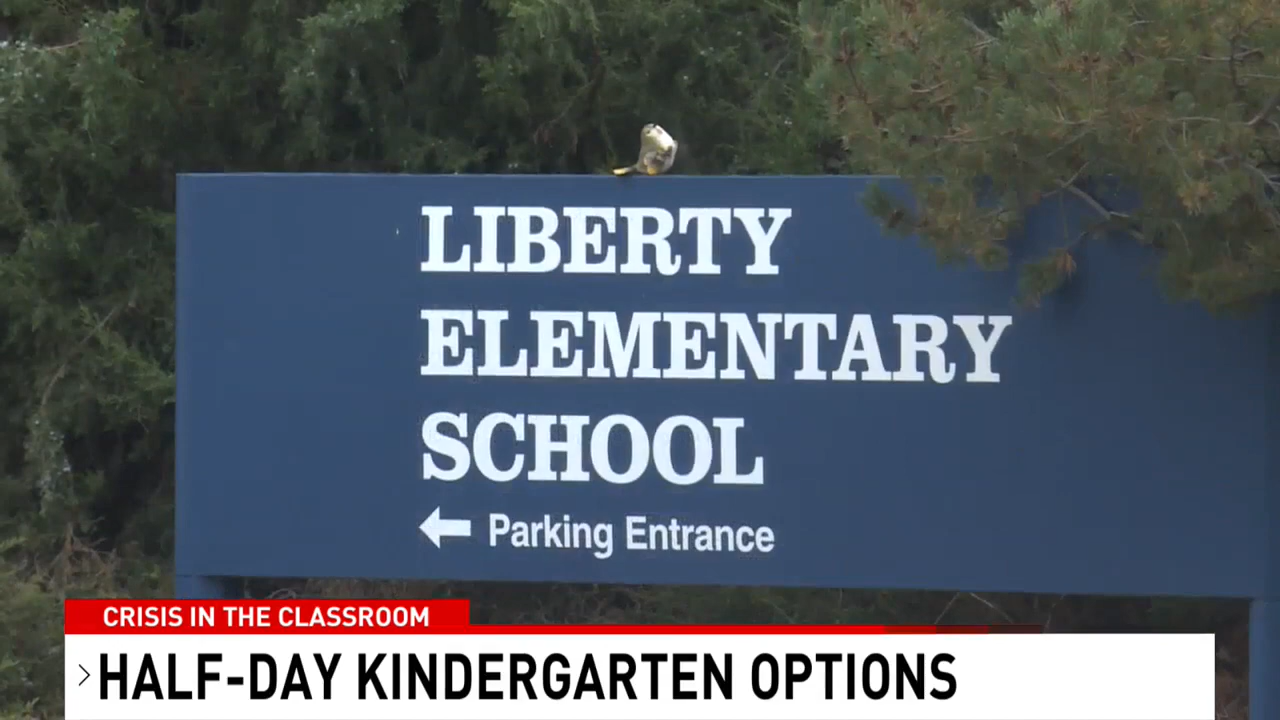 LIBERTY
ELEMENTARY
SCHOOL
← Parking Entrance
CRISIS IN THE CLASSROOM
>HALF-DAY KINDERGARTEN OPTIONS